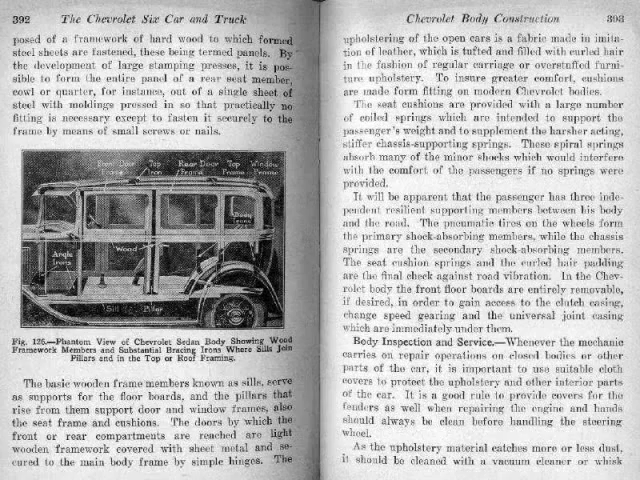 392 The Chevrolet Six Car and Truck
posed of a framework of hard wood to which formed
steel sheets are fastened, these being termed panels. By
the development of large stamping presses, it is pos-
sible to form the entire panel of a rear seat member,
cowl or quarter, for instance, out of a single sheet of
steel with moldings pressed in so that practically no
fitting is necessary except to fasten it securely to the
frame by means of small screws or nails.
Front Door Frame
Top Iron
Rear Door Frame
Top Frame
Window Frame
Body
Wood
Angle Irons
Sill
Pillar
Fig. 126.—Phantom View of Chevrolet Sedan Body Showing Wood
Framework Members and Substantial Bracing Irons Where Sills Join
Pillars and in the Top or Roof Framing.
The basic wooden frame members known as sills, serve
as supports for the floor boards, and the pillars that
rise from them support door and window frames, also
the seat frame and cushions. The doors by which the
front or rear compartments are reached are light
wooden framework covered with sheet metal and se-
cured to the main body frame by simple hinges. The
Chevrolet Body Construction 393
upholstering of the open cars is a fabric made in imita-
tion of leather, which is tufted and filled with curled hair
in the fashion of regular carriage or overstuffed furni-
ture upholstery. To insure greater comfort, cushions
are made form fitting on modern Chevrolet bodies.
The seat cushions are provided with a large number
of coiled springs which are intended to support the
passenger's weight and to supplement the harsher acting,
stiffer chassis-supporting springs. These spiral springs
absorb many of the minor shocks which would interfere
with the comfort of the passengers if no springs were
provided.
It will be apparent that the passenger has three inde-
pendent resilient supporting members between his body
and the road. The pneumatic tires on the wheels form
the primary shock-absorbing members, while the chassis
springs are the secondary shock-absorbing members.
The seat cushion springs and the curled hair padding
are the final check against road vibration. In the Chev-
rolet body the front floor boards are entirely removable,
if desired, in order to gain access to the clutch casing,
change speed gearing and the universal joint casing
which are immediately under them.
Body Inspection and Service.—Whenever the mechanic
carries on repair operations on closed bodies or other
parts of the car, it is important to use suitable cloth
covers to protect the upholstery and other interior parts
of the car. It is a good rule to provide covers for the
fenders as well when repairing the engine and hands
should always be clean before handling the steering
wheel.
As the upholstery material catches more or less dust,
it should be cleaned with a vacuum cleaner or whisk